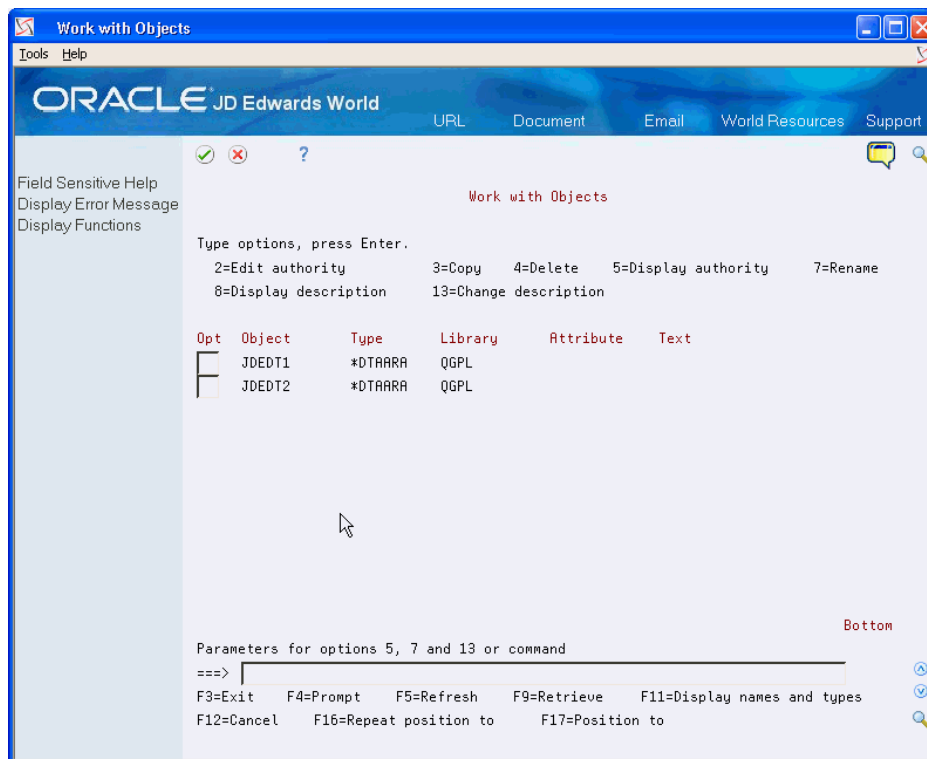 Work with Objects
Tools Help
ORACLE JD Edwards World
URL Document Email World Resources Support
?
Field Sensitive Help
Display Error Message
Display Functions
Work with Objects
Type options, press Enter.
2=Edit authority 3=Copy 4=Delete 5=Display authority 7=Rename
8=Display description 13=Change description
Opt Object Type Library Attribute Text
JDEDT1 *DTAARA QGPL
JDEDT2 *DTAARA QGPL
Bottom
Parameters for options 5, 7 and 13 or command
===>
F3=Exit F4=Prompt F5=Refresh F9=Retrieve F11=Display names and types
F12=Cancel F16=Repeat position to F17=Position to